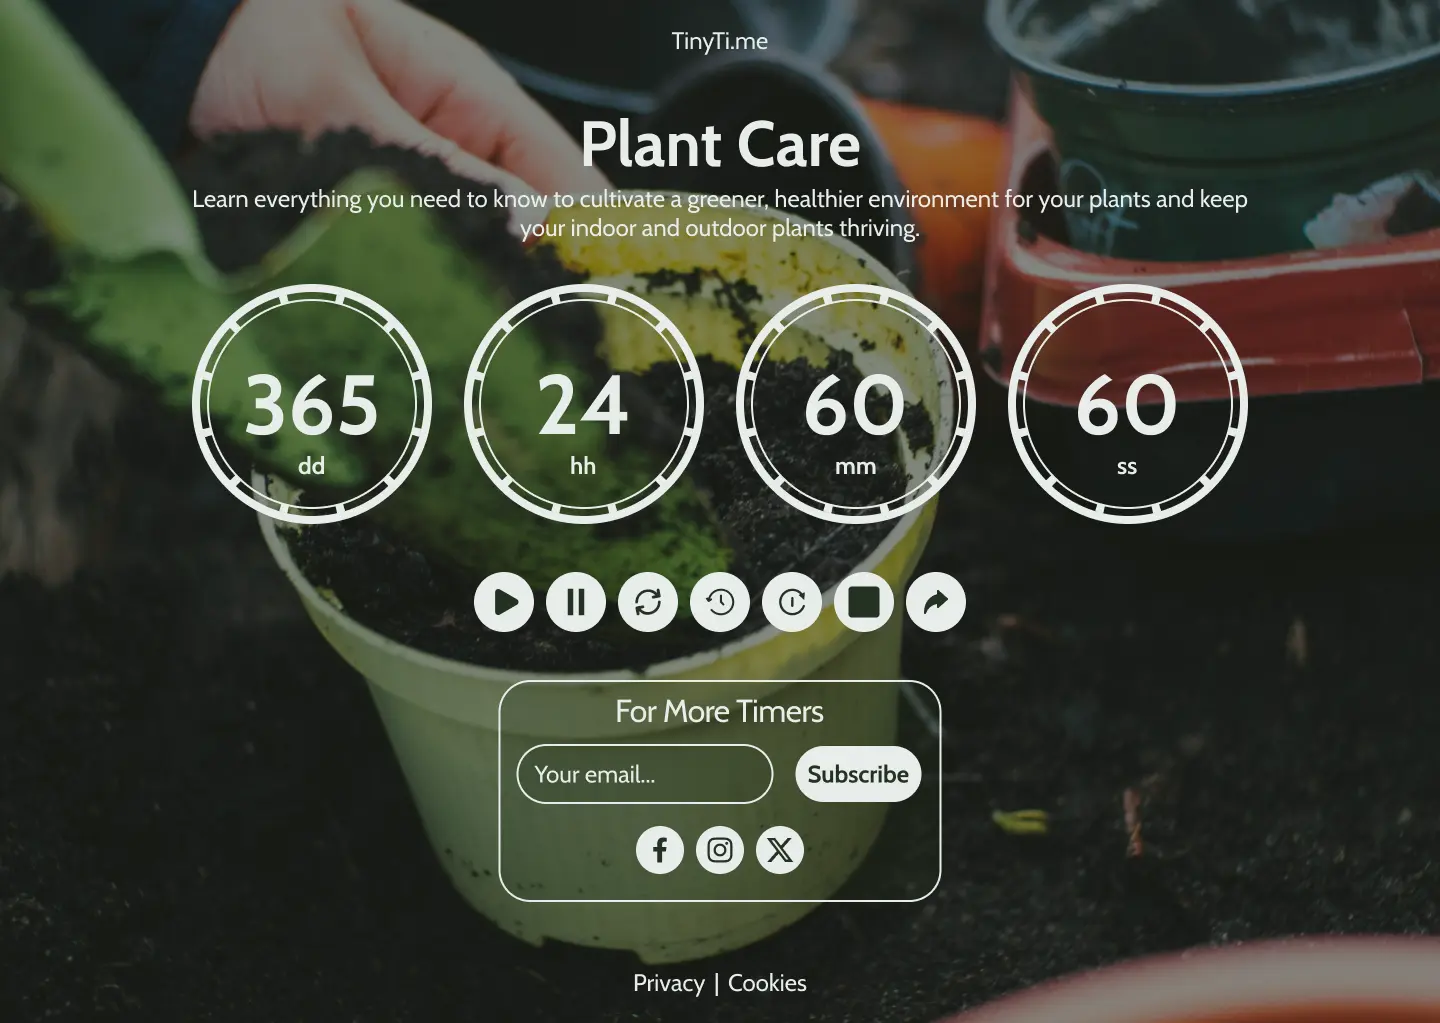 TinyTi.me
Plant Care
Learn everything you need to know to cultivate a greener, healthier environment for your plants and keep
your indoor and outdoor plants thriving.
365
dd
24
hh
60
mm
60
ss
For More Timers
Your email...
Subscribe
Privacy | Cookies